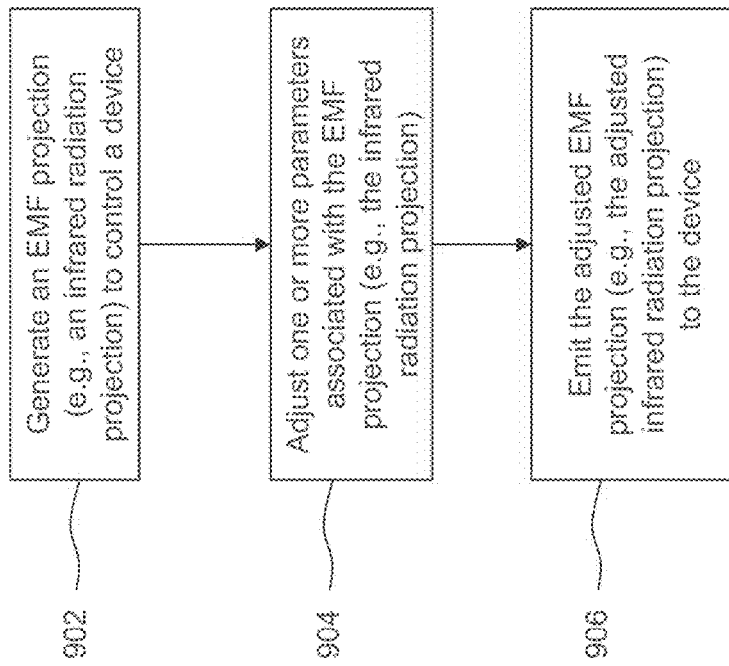 902
Generate an EMF projection
(e.g., an infrared radiation
projection) to control a device
904
Adjust one or more parameters
associated with the EMF
projection (e.g., the infrared
radiation projection)
906
Emit the adjusted EMF
projection (e.g., the adjusted
infrared radiation projection)
to the device